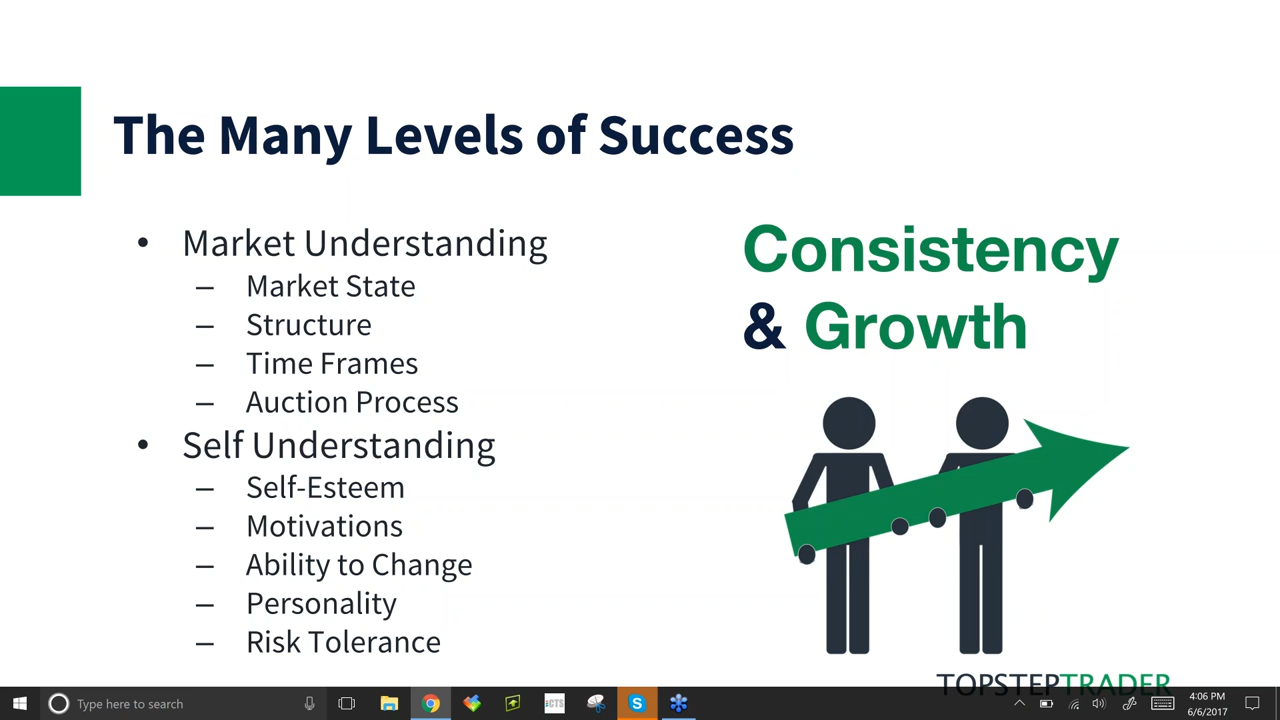 The Many Levels of Success
• Market Understanding
– Market State
– Structure
– Time Frames
– Auction Process
• Self Understanding
– Self-Esteem
– Motivations
– Ability to Change
– Personality
– Risk Tolerance
Consistency
& Growth
TOPSTEPTRADER
Type here to search
#CTS
S
4:06 PM
6/6/2017